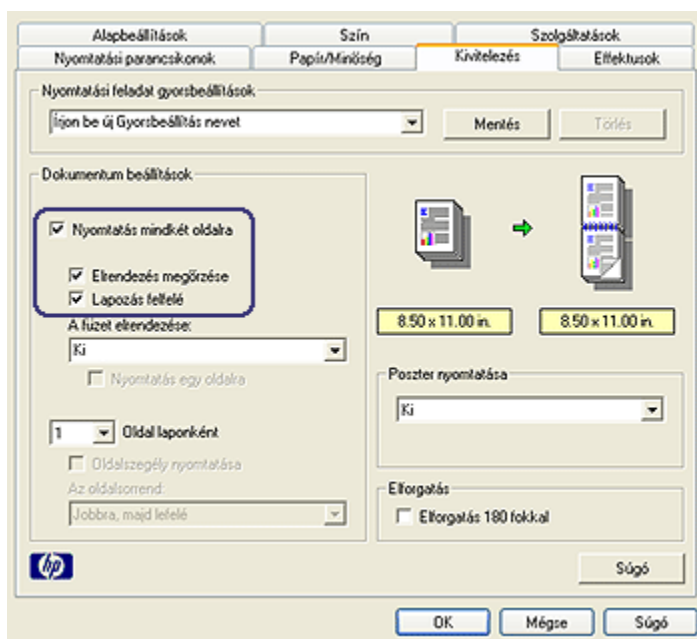 Alapbeállítások
Szín
Szolgáltatások
Nyomtatási parancsikonok
Papír/Minőség
Kivitelezés
Effektusok
Nyomtatási feladat gyorsbeállítások
Írjon be új Gyorsbeállítás nevet
Mentés
Törlés
Dokumentum beállítások
Nyomtatás mindkét oldalra
Elrendezés megőrzése
Lapozás felfelé
A füzet elrendezése:
Ki
Nyomtatás egy oldalra
1
Oldal laponként
Oldalszegély nyomtatása
Az oldalsorrend:
Jobbra, majd lefelé
8.50 x 11.00 in.
8.50 x 11.00 in.
Poszter nyomtatása
Ki
Elforgatás
Elforgatás 180 fokkal
hp
Súgó
OK
Mégse
Súgó